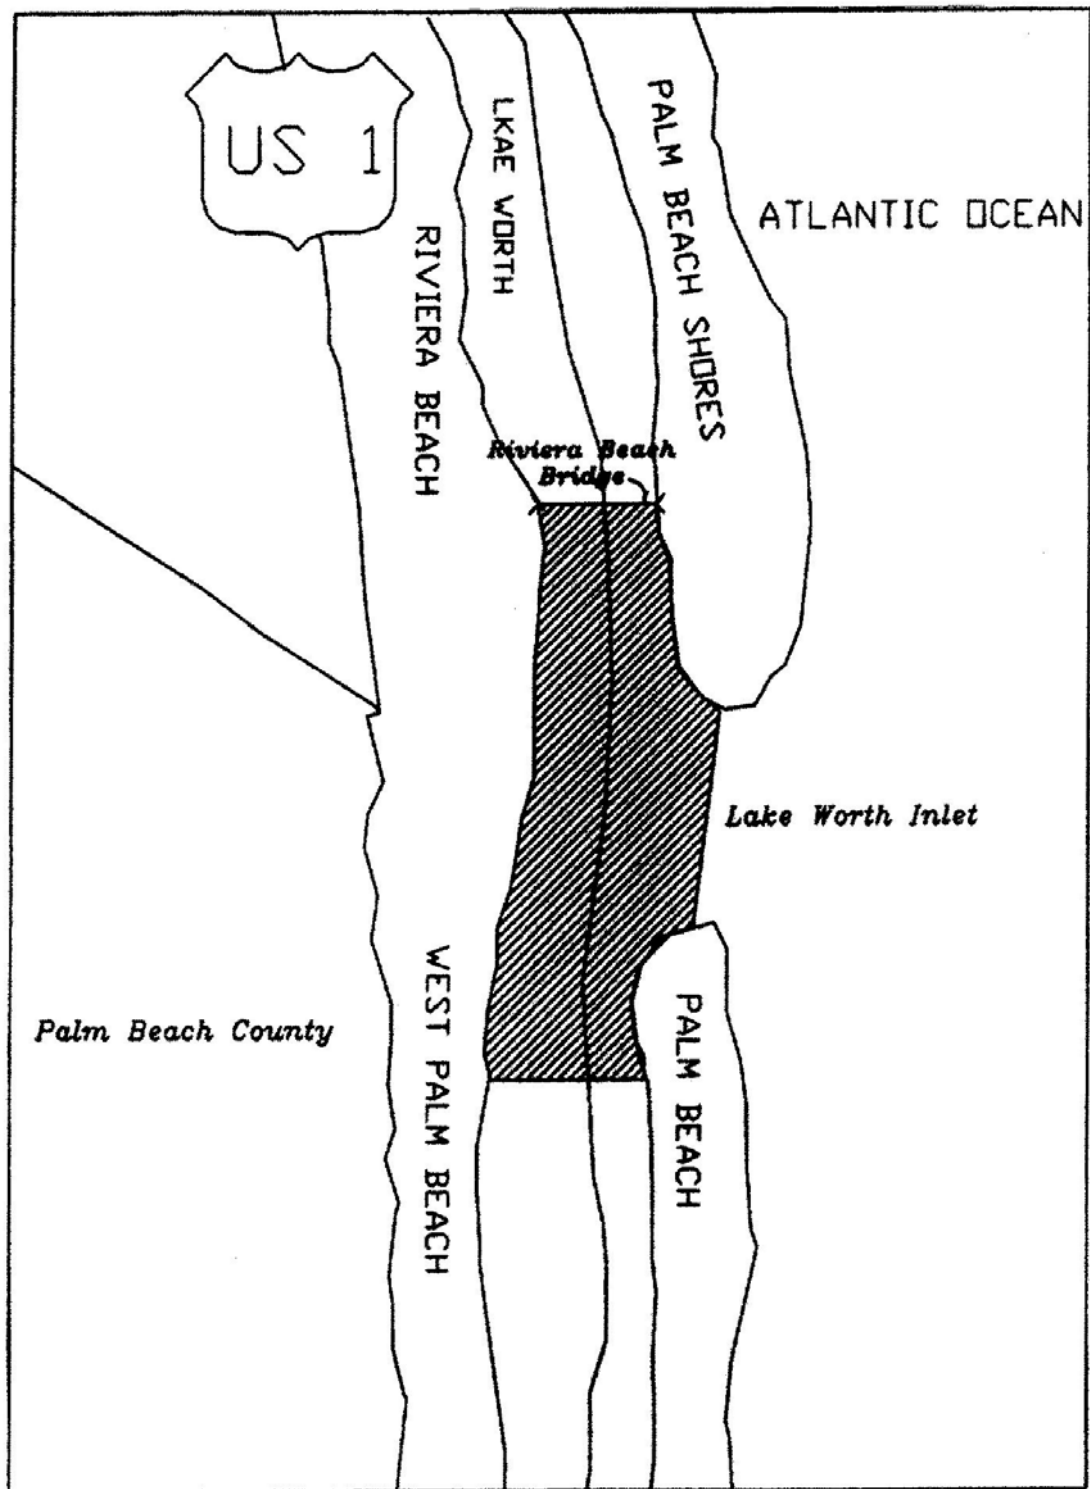 US 1
LKAE WORTH
PALM BEACH SHORES
ATLANTIC OCEAN
RIVIERA BEACH
Riviera Beach
Bridge
Lake Worth Inlet
Palm Beach County
WEST PALM BEACH
PALM BEACH